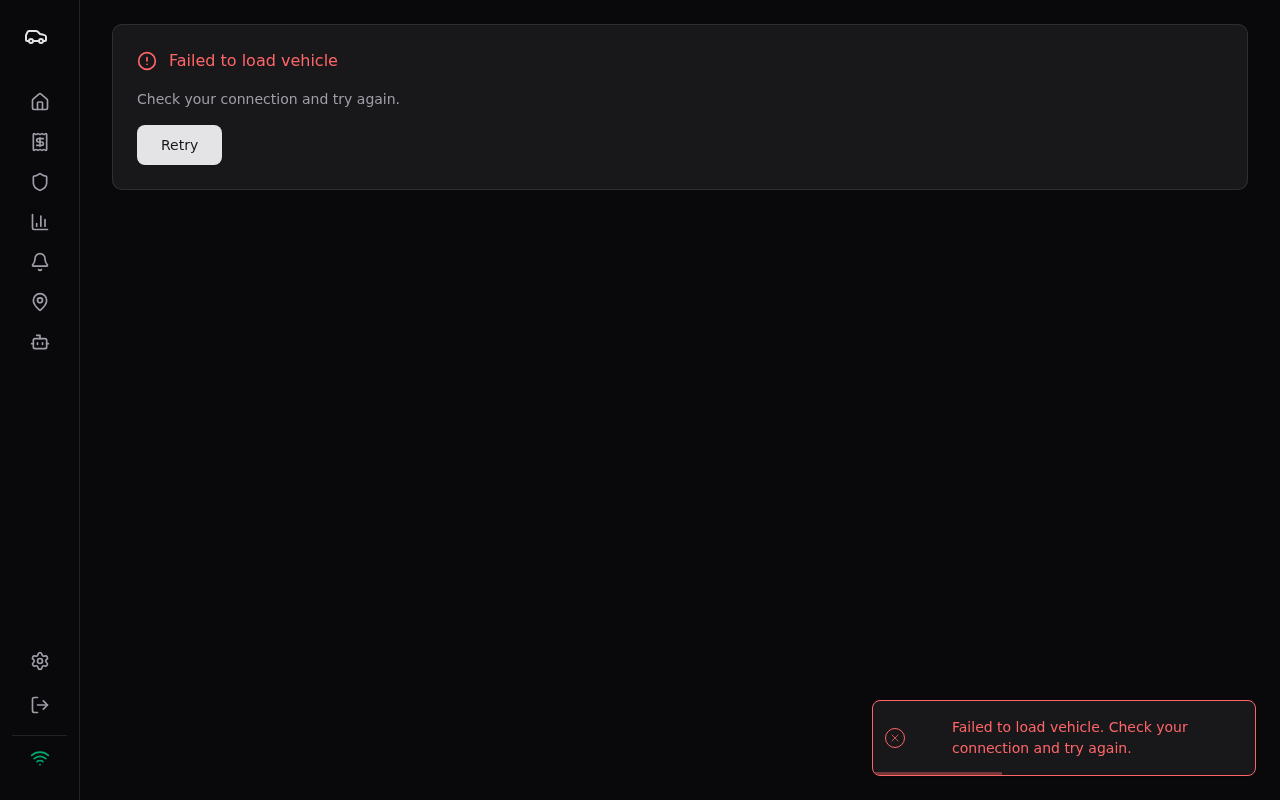 Failed to load vehicle
Check your connection and try again.
Retry
Failed to load vehicle. Check your
connection and try again.